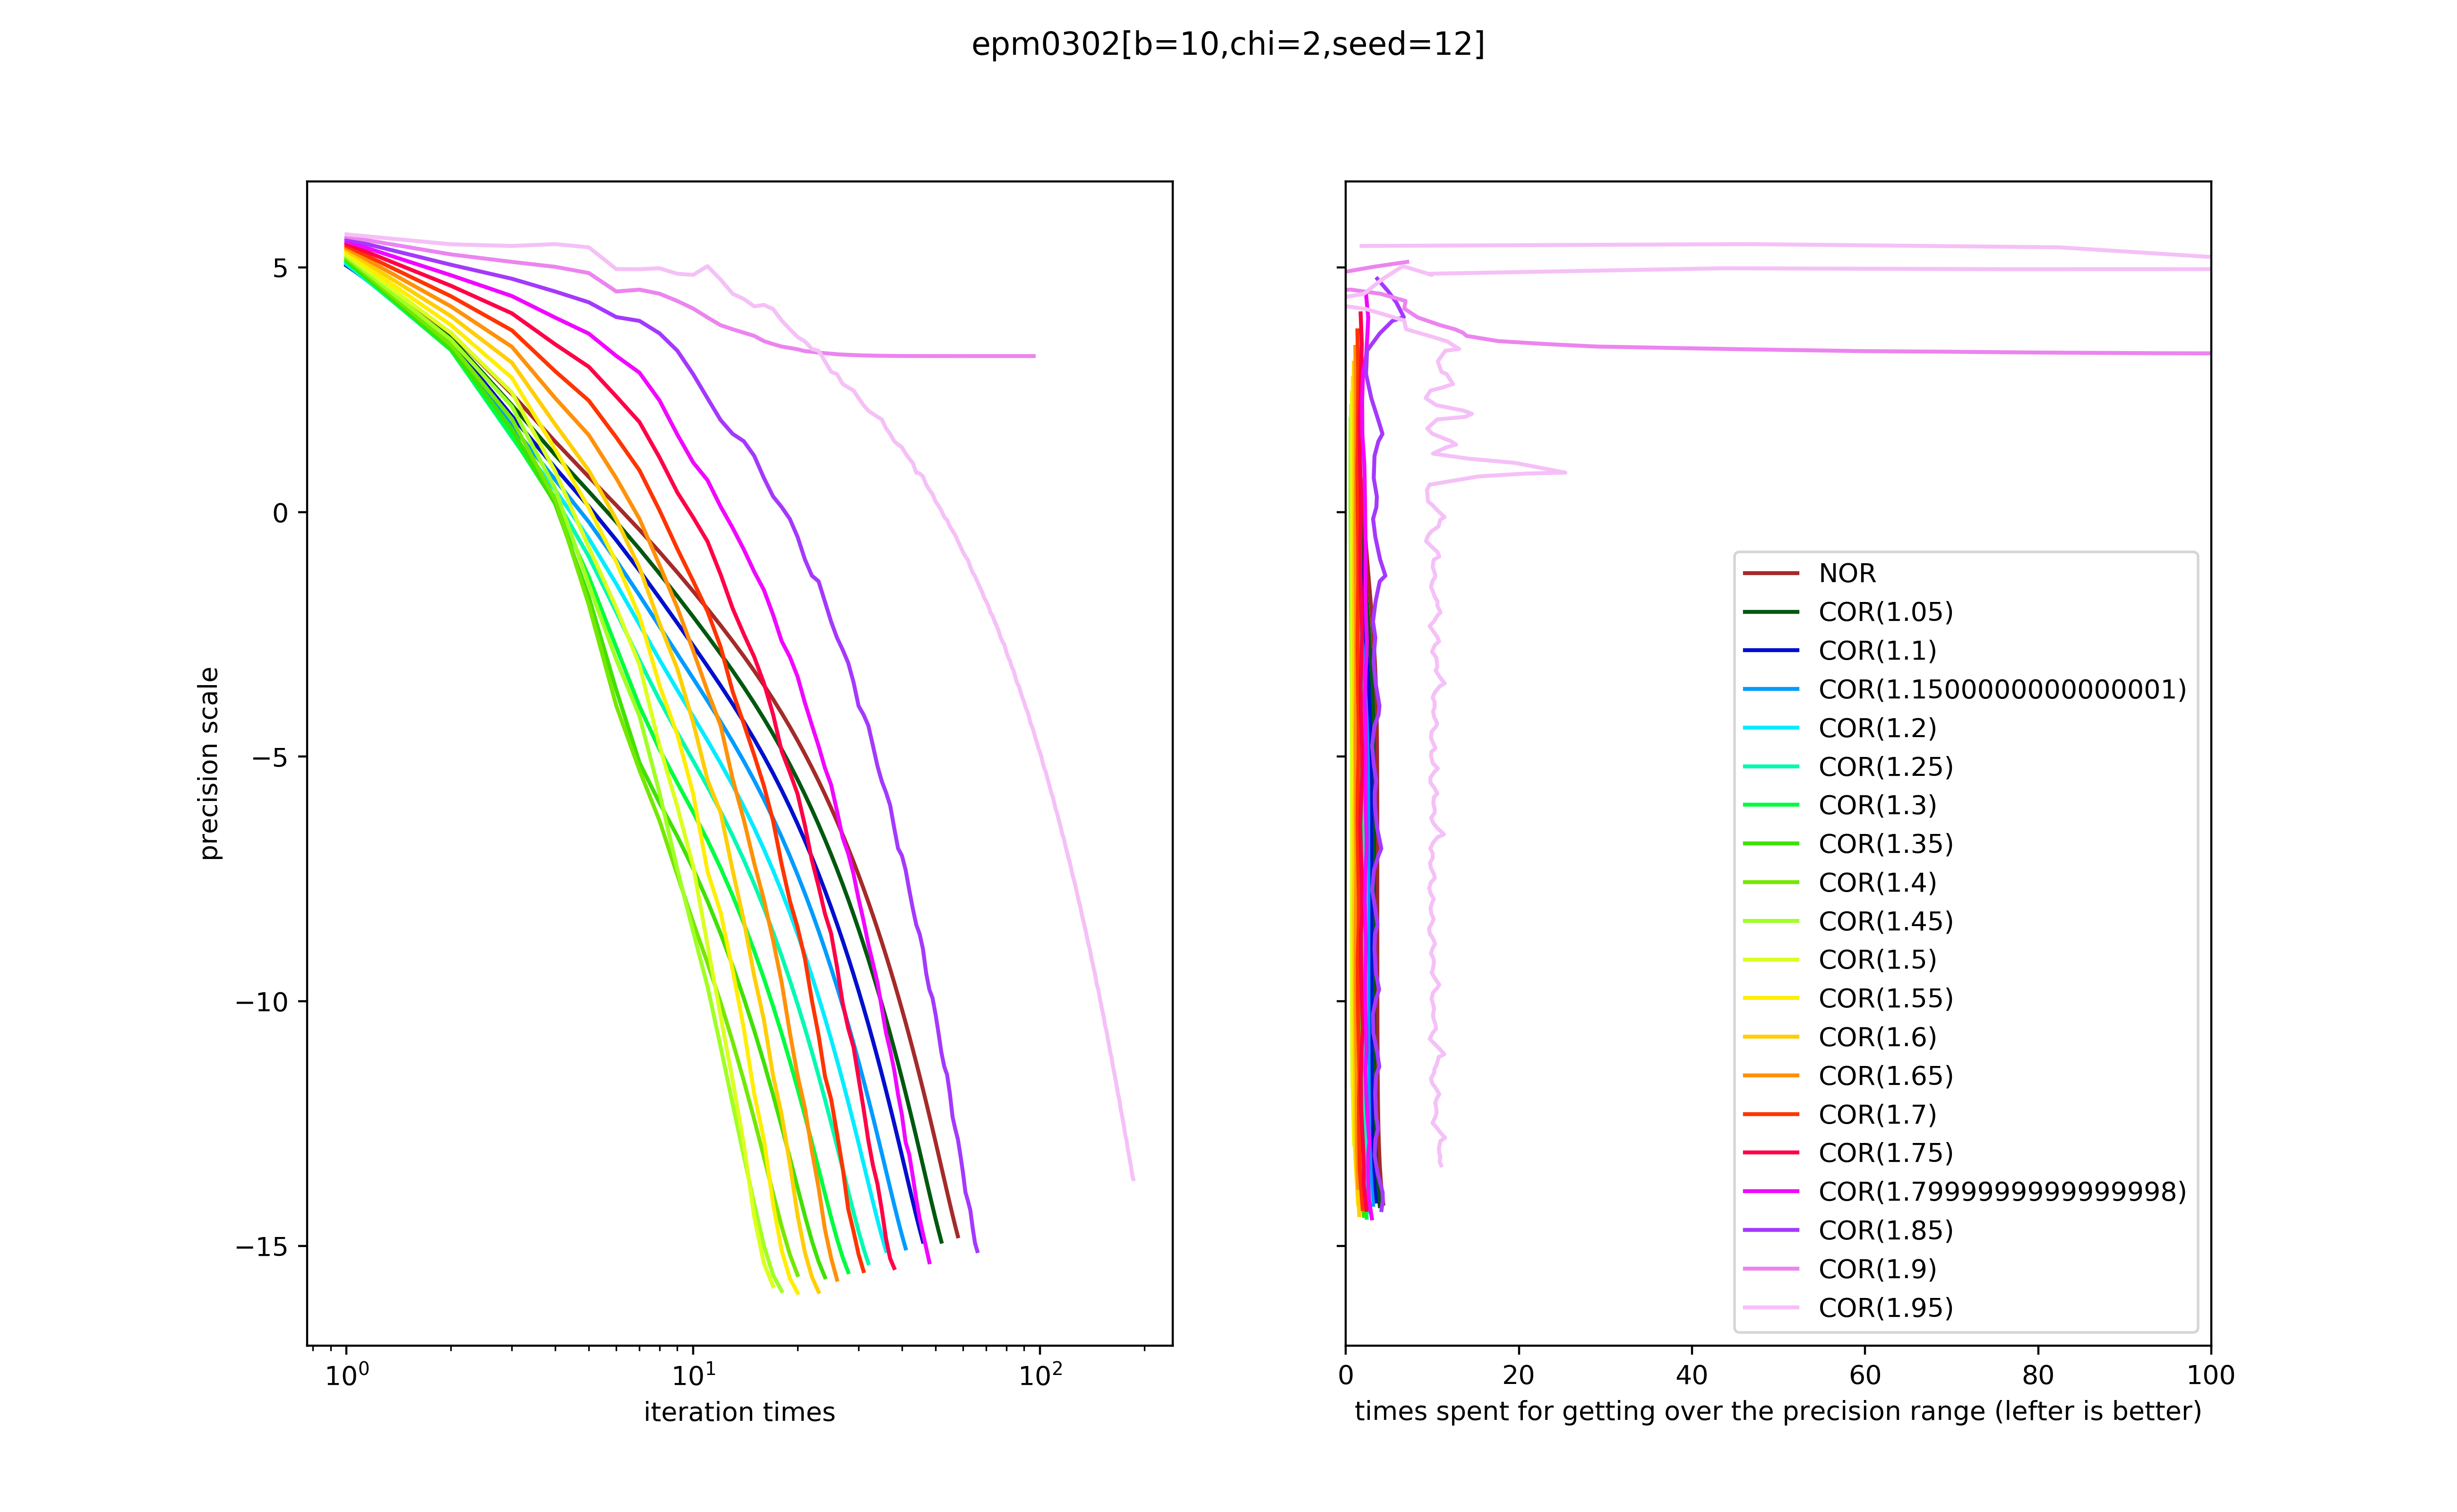 epm0302[b=10,chi=2,seed=12]
precision scale
5
0
−5
−10
−15
10⁰
10¹
10²
iteration times
NOR
COR(1.05)
COR(1.1)
COR(1.1500000000000001)
COR(1.2)
COR(1.25)
COR(1.3)
COR(1.35)
COR(1.4)
COR(1.45)
COR(1.5)
COR(1.55)
COR(1.6)
COR(1.65)
COR(1.7)
COR(1.75)
COR(1.7999999999999998)
COR(1.85)
COR(1.9)
COR(1.95)
0
20
40
60
80
100
times spent for getting over the precision range (lefter is better)